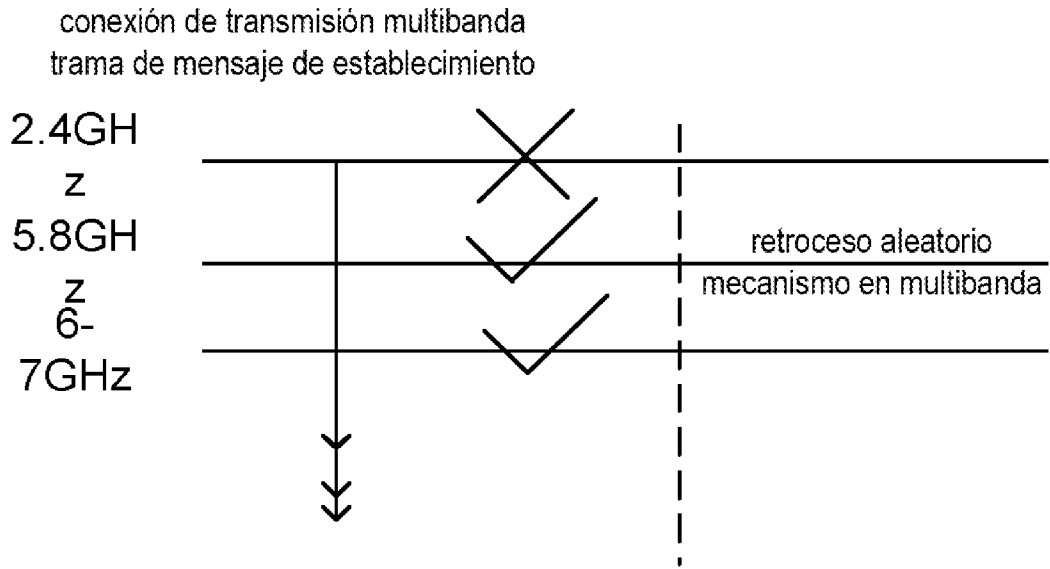 conexión de transmisión multibanda
trama de mensaje de establecimiento
2.4GH
z
5.8GH
z
6-
7GHz
retroceso aleatorio
mecanismo en multibanda